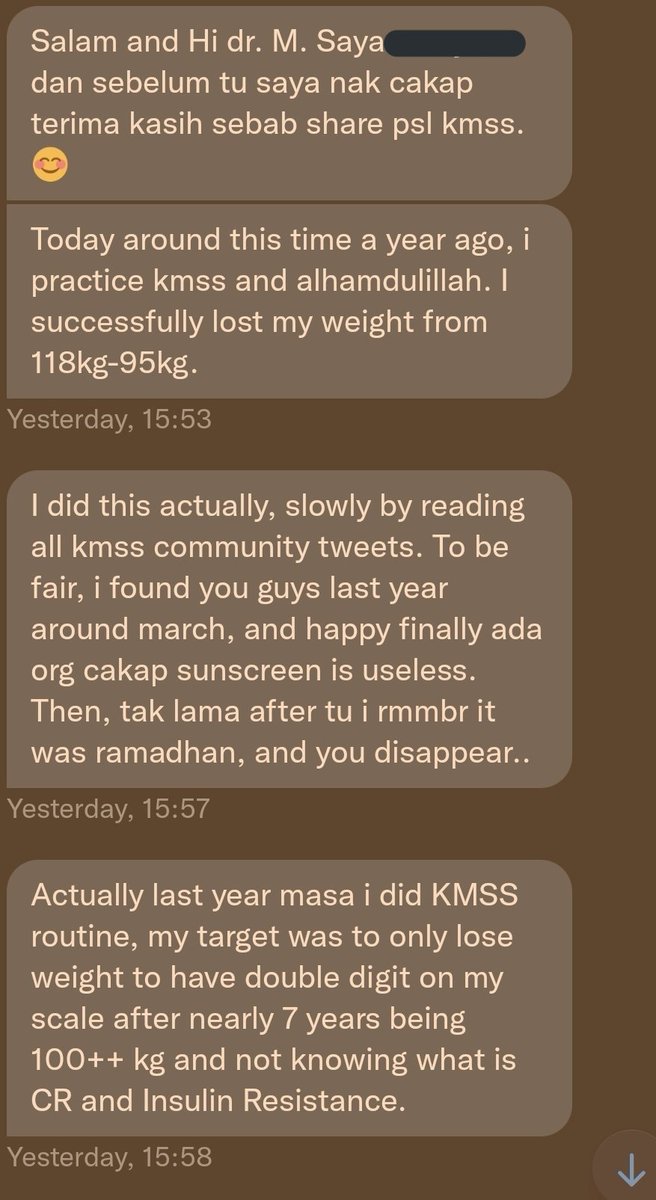 Salam and Hi dr. M. Saya
dan sebelum tu saya nak cakap
terima kasih sebab share psl kmss.
😊
Today around this time a year ago, i
practice kmss and alhamdulillah. I
successfully lost my weight from
118kg-95kg.
Yesterday, 15:53
I did this actually, slowly by reading
all kmss community tweets. To be
fair, i found you guys last year
around march, and happy finally ada
org cakap sunscreen is useless.
Then, tak lama after tu i rmmbr it
was ramadhan, and you disappear..
Yesterday, 15:57
Actually last year masa i did KMSS
routine, my target was to only lose
weight to have double digit on my
scale after nearly 7 years being
100++ kg and not knowing what is
CR and Insulin Resistance.
Yesterday, 15:58